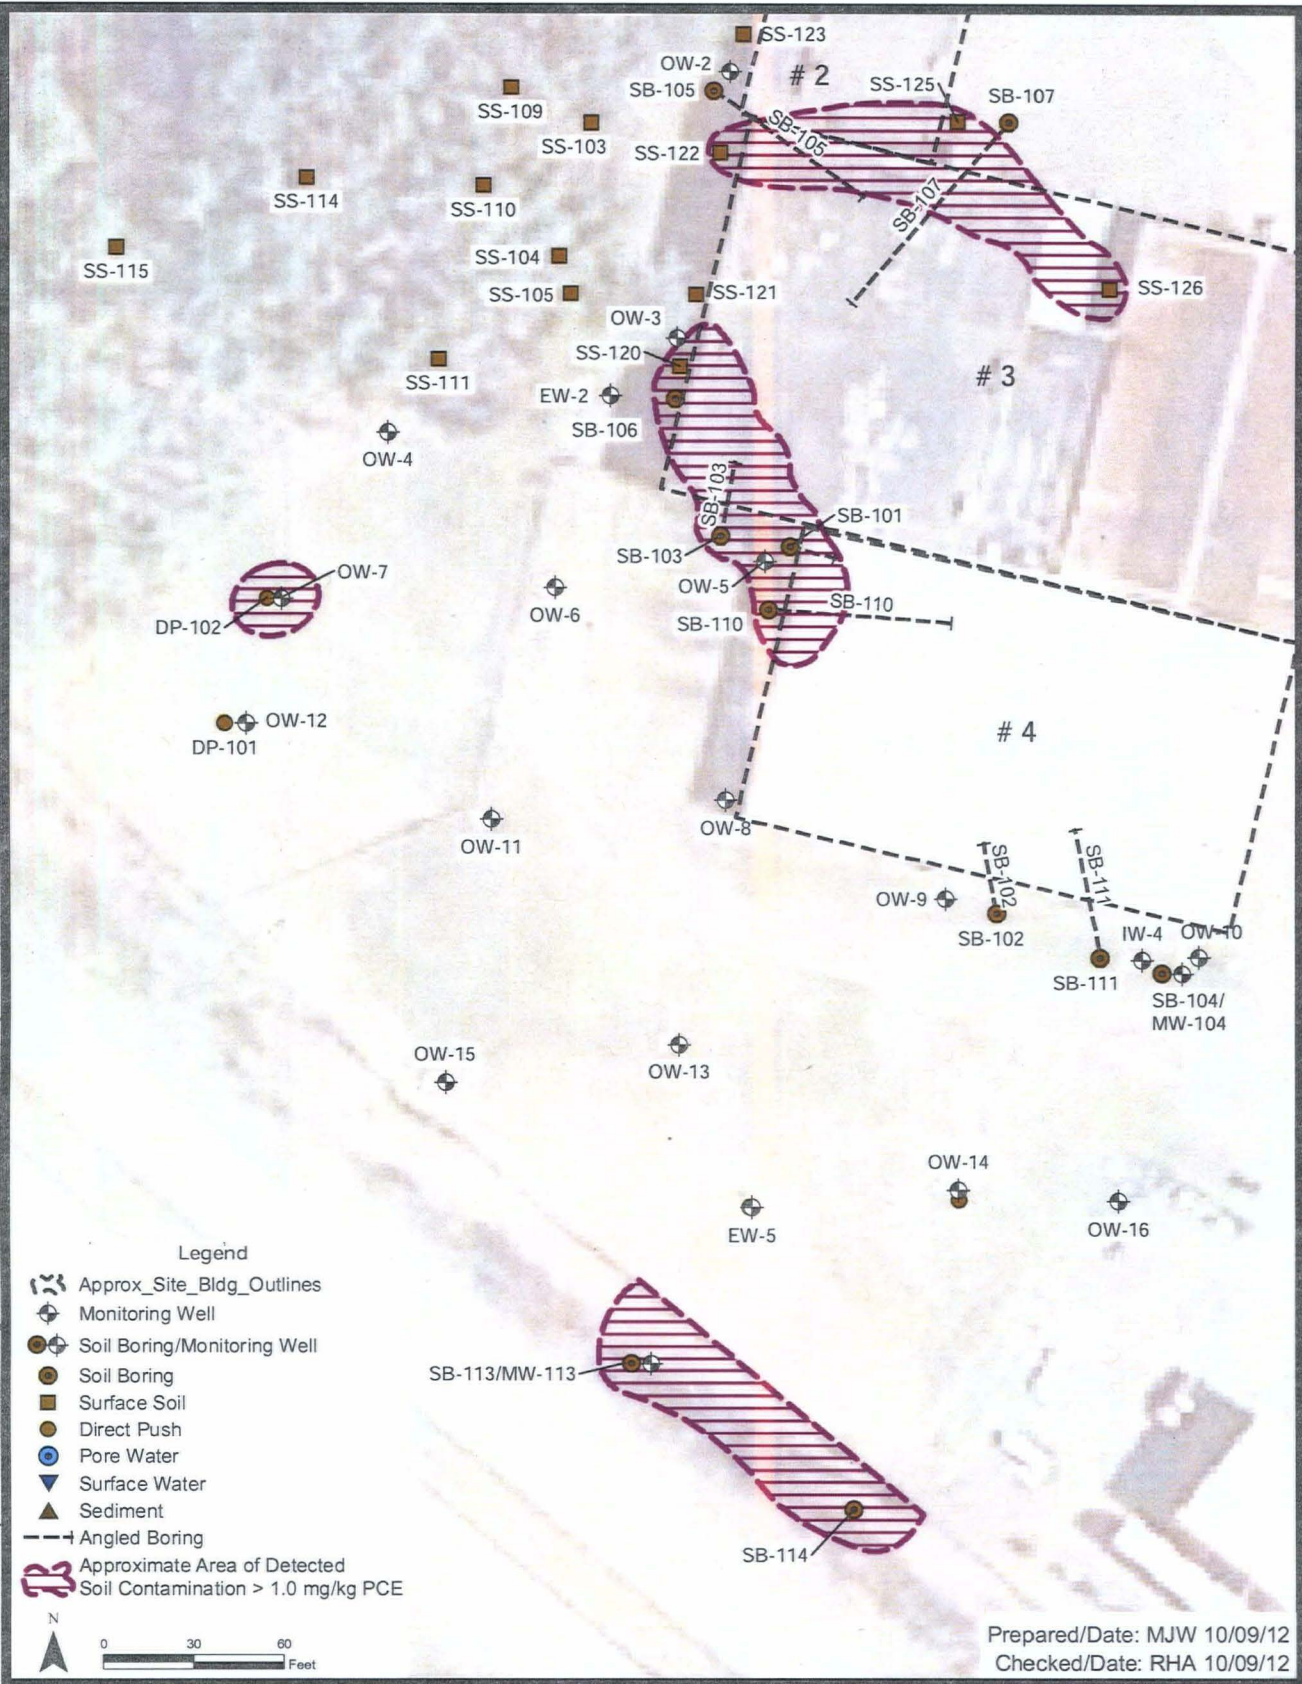 SS-123
OW-2
# 2
SB-105
SS-125
SB-107
SS-109
SS-103
SB-105
SS-122
SS-114
SS-110
SB-107
SS-104
SS-115
SS-105
SS-121
SS-126
OW-3
SS-120
SS-111
# 3
EW-2
SB-106
OW-4
SB-103
SB-101
SB-103
OW-7
OW-5
OW-6
SB-110
DP-102
SB-110
OW-12
DP-101
# 4
OW-8
OW-11
SB-102
SB-111
OW-9
SB-102
IW-4
OW-10
SB-111
SB-104/
MW-104
OW-15
OW-13
OW-14
EW-5
OW-16
SB-113/MW-113
SB-114
Legend
Approx_Site_Bldg_Outlines
Monitoring Well
Soil Boring/Monitoring Well
Soil Boring
Surface Soil
Direct Push
Pore Water
Surface Water
Sediment
Angled Boring
Approximate Area of Detected
Soil Contamination > 1.0 mg/kg PCE
N
0 30 60
Feet
Prepared/Date: MJW 10/09/12
Checked/Date: RHA 10/09/12